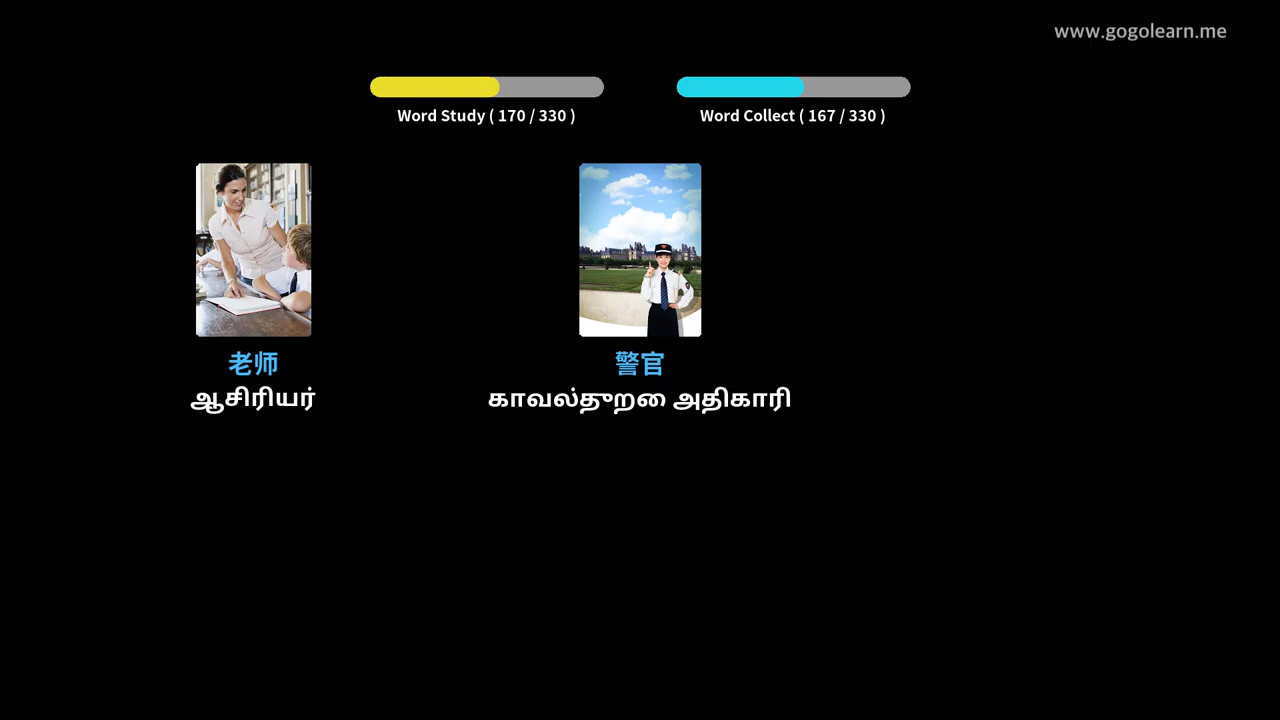 www.gogolearn.me
Word Study ( 170 / 330 )
Word Collect ( 167 / 330 )
老师
警官
ஆசிரியர்
காவல்துறை அதிகாரி